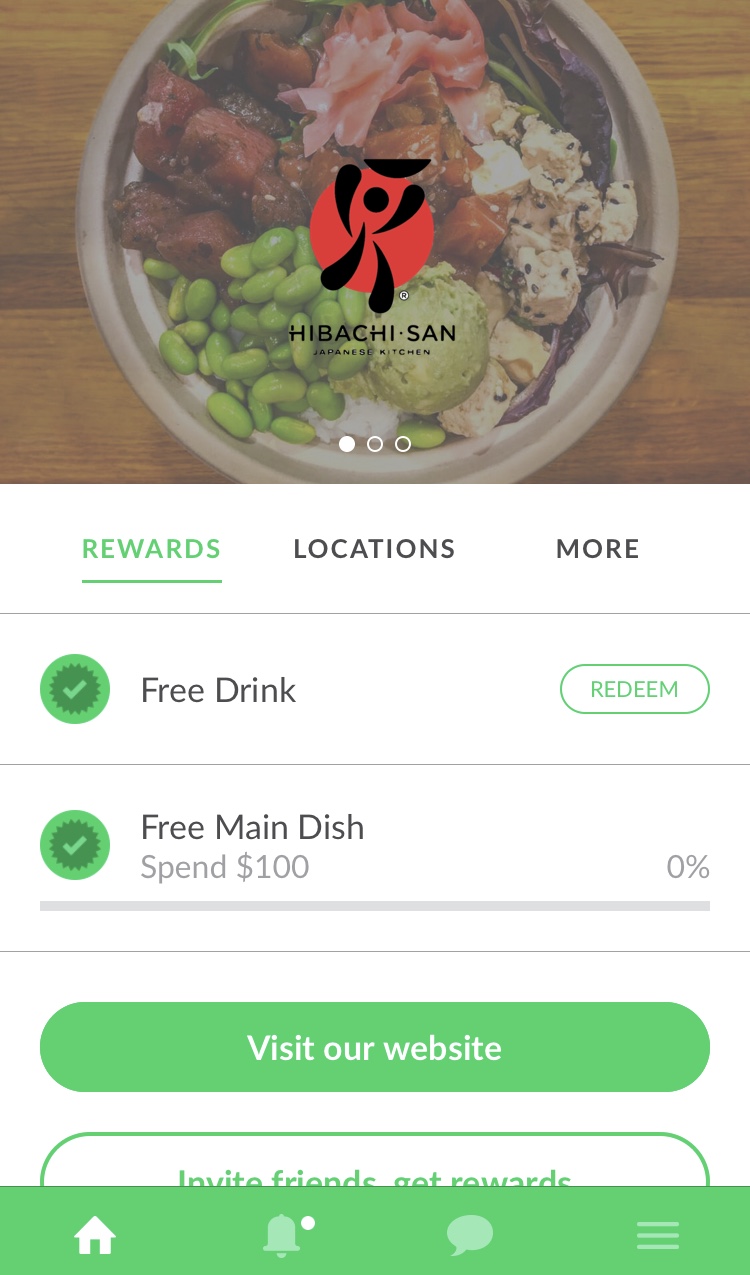 ®
HIBACHI·SAN
JAPANESE KITCHEN
REWARDS LOCATIONS MORE
Free Drink REDEEM
Free Main Dish
Spend $100 0%
Visit our website
Invite friends, get rewards